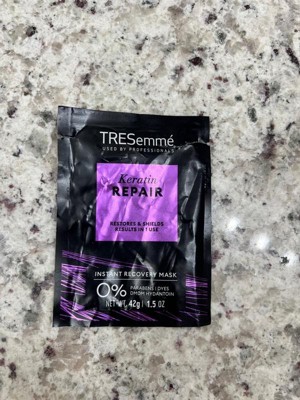 TRESemmé
USED BY PROFESSIONALS
Keratin
REPAIR
RESTORES & SHIELDS
RESULTS IN 1 USE
INSTANT RECOVERY MASK
0% PARABENS | DYES
DMDM HYDANTOIN
NET WT. 42g | 1.5 OZ